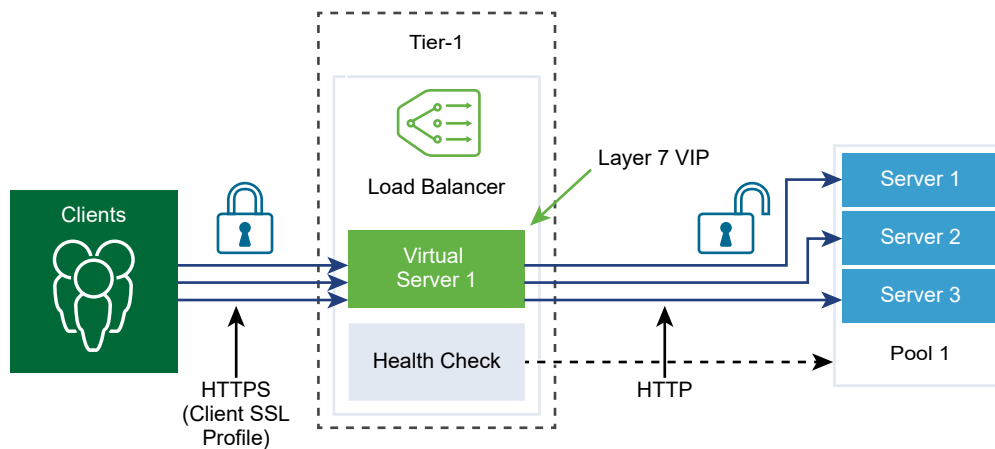 Tier-1
Load Balancer
Layer 7 VIP
Clients
Virtual
Server 1
Server 1
Server 2
Server 3
Pool 1
Health Check
HTTPS
(Client SSL
Profile)
HTTP